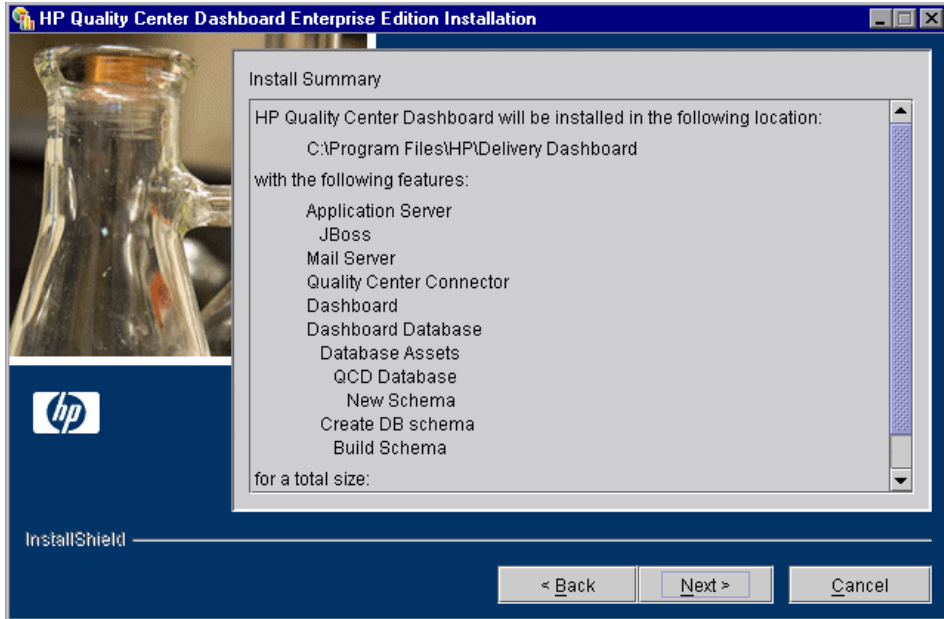 HP Quality Center Dashboard Enterprise Edition Installation
Install Summary
HP Quality Center Dashboard will be installed in the following location:
C:\Program Files\HP\Delivery Dashboard
with the following features:
Application Server
JBoss
Mail Server
Quality Center Connector
Dashboard
Dashboard Database
Database Assets
QCD Database
New Schema
Create DB schema
Build Schema
for a total size:
hp
InstallShield
< Back
Next >
Cancel